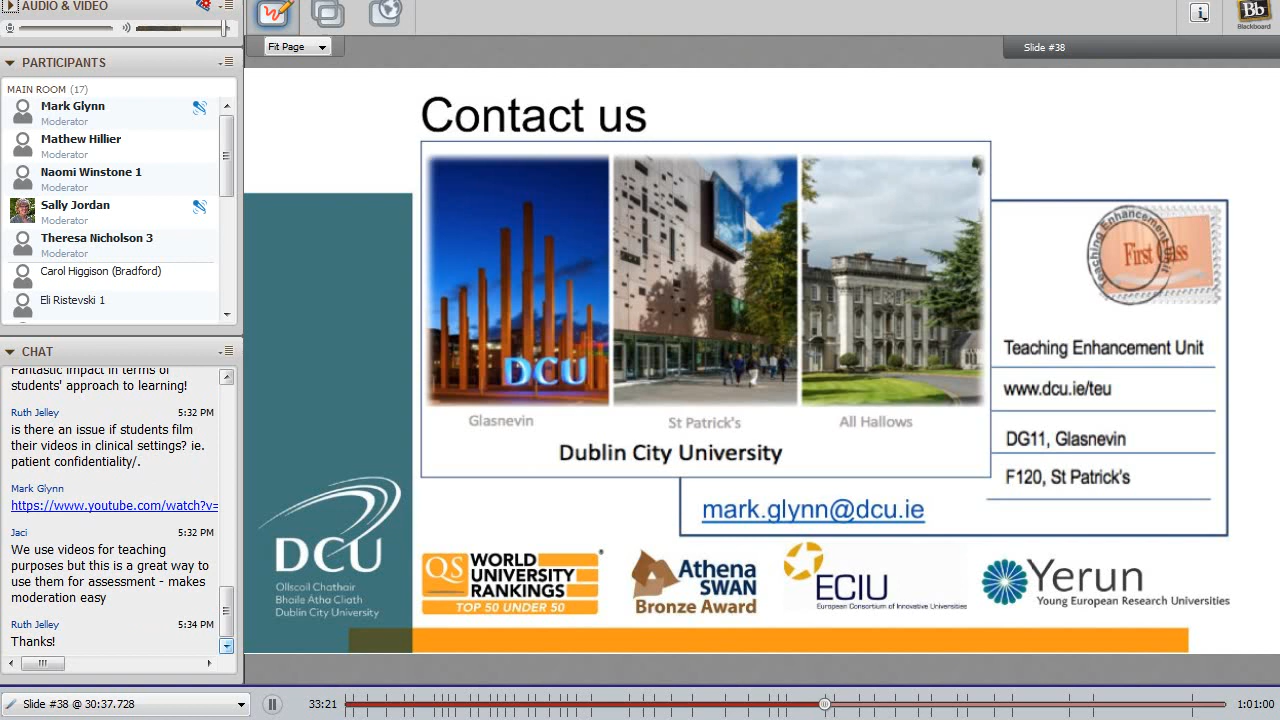 AUDIO & VIDEO
PARTICIPANTS
MAIN ROOM (17)
Mark Glynn
Moderator
Mathew Hillier
Moderator
Naomi Winstone 1
Moderator
Sally Jordan
Moderator
Theresa Nicholson 3
Moderator
Carol Higgison (Bradford)
Eli Ristevski 1
CHAT
Fantastic impact in terms of
students' approach to learning!
Ruth Jelley 5:32 PM
is there an issue if students film
their videos in clinical settings? ie.
patient confidentiality/.
Mark Glynn 5:32 PM
https://www.youtube.com/watch?v=
Jaci 5:32 PM
We use videos for teaching
purposes but this is a great way to
use them for assessment - makes
moderation easy
Ruth Jelley 5:34 PM
Thanks!
Fit Page
Slide #38
Bb
Blackboard
Contact us
DCU
Glasnevin
St Patrick's
All Hallows
Dublin City University
Teaching Enhancement Unit
First Class
Teaching Enhancement Unit
www.dcu.ie/teu
DG11, Glasnevin
F120, St Patrick's
mark.glynn@dcu.ie
DCU
Ollscoil Chathair
Bhaile Átha Cliath
Dublin City University
QS WORLD
UNIVERSITY
RANKINGS
TOP 50 UNDER 50
Athena
SWAN
Bronze Award
ECIU
European Consortium of Innovative Universities
Yerun
Young European Research Universities
Slide #38 @ 30:37.728
33:21
1:01:00